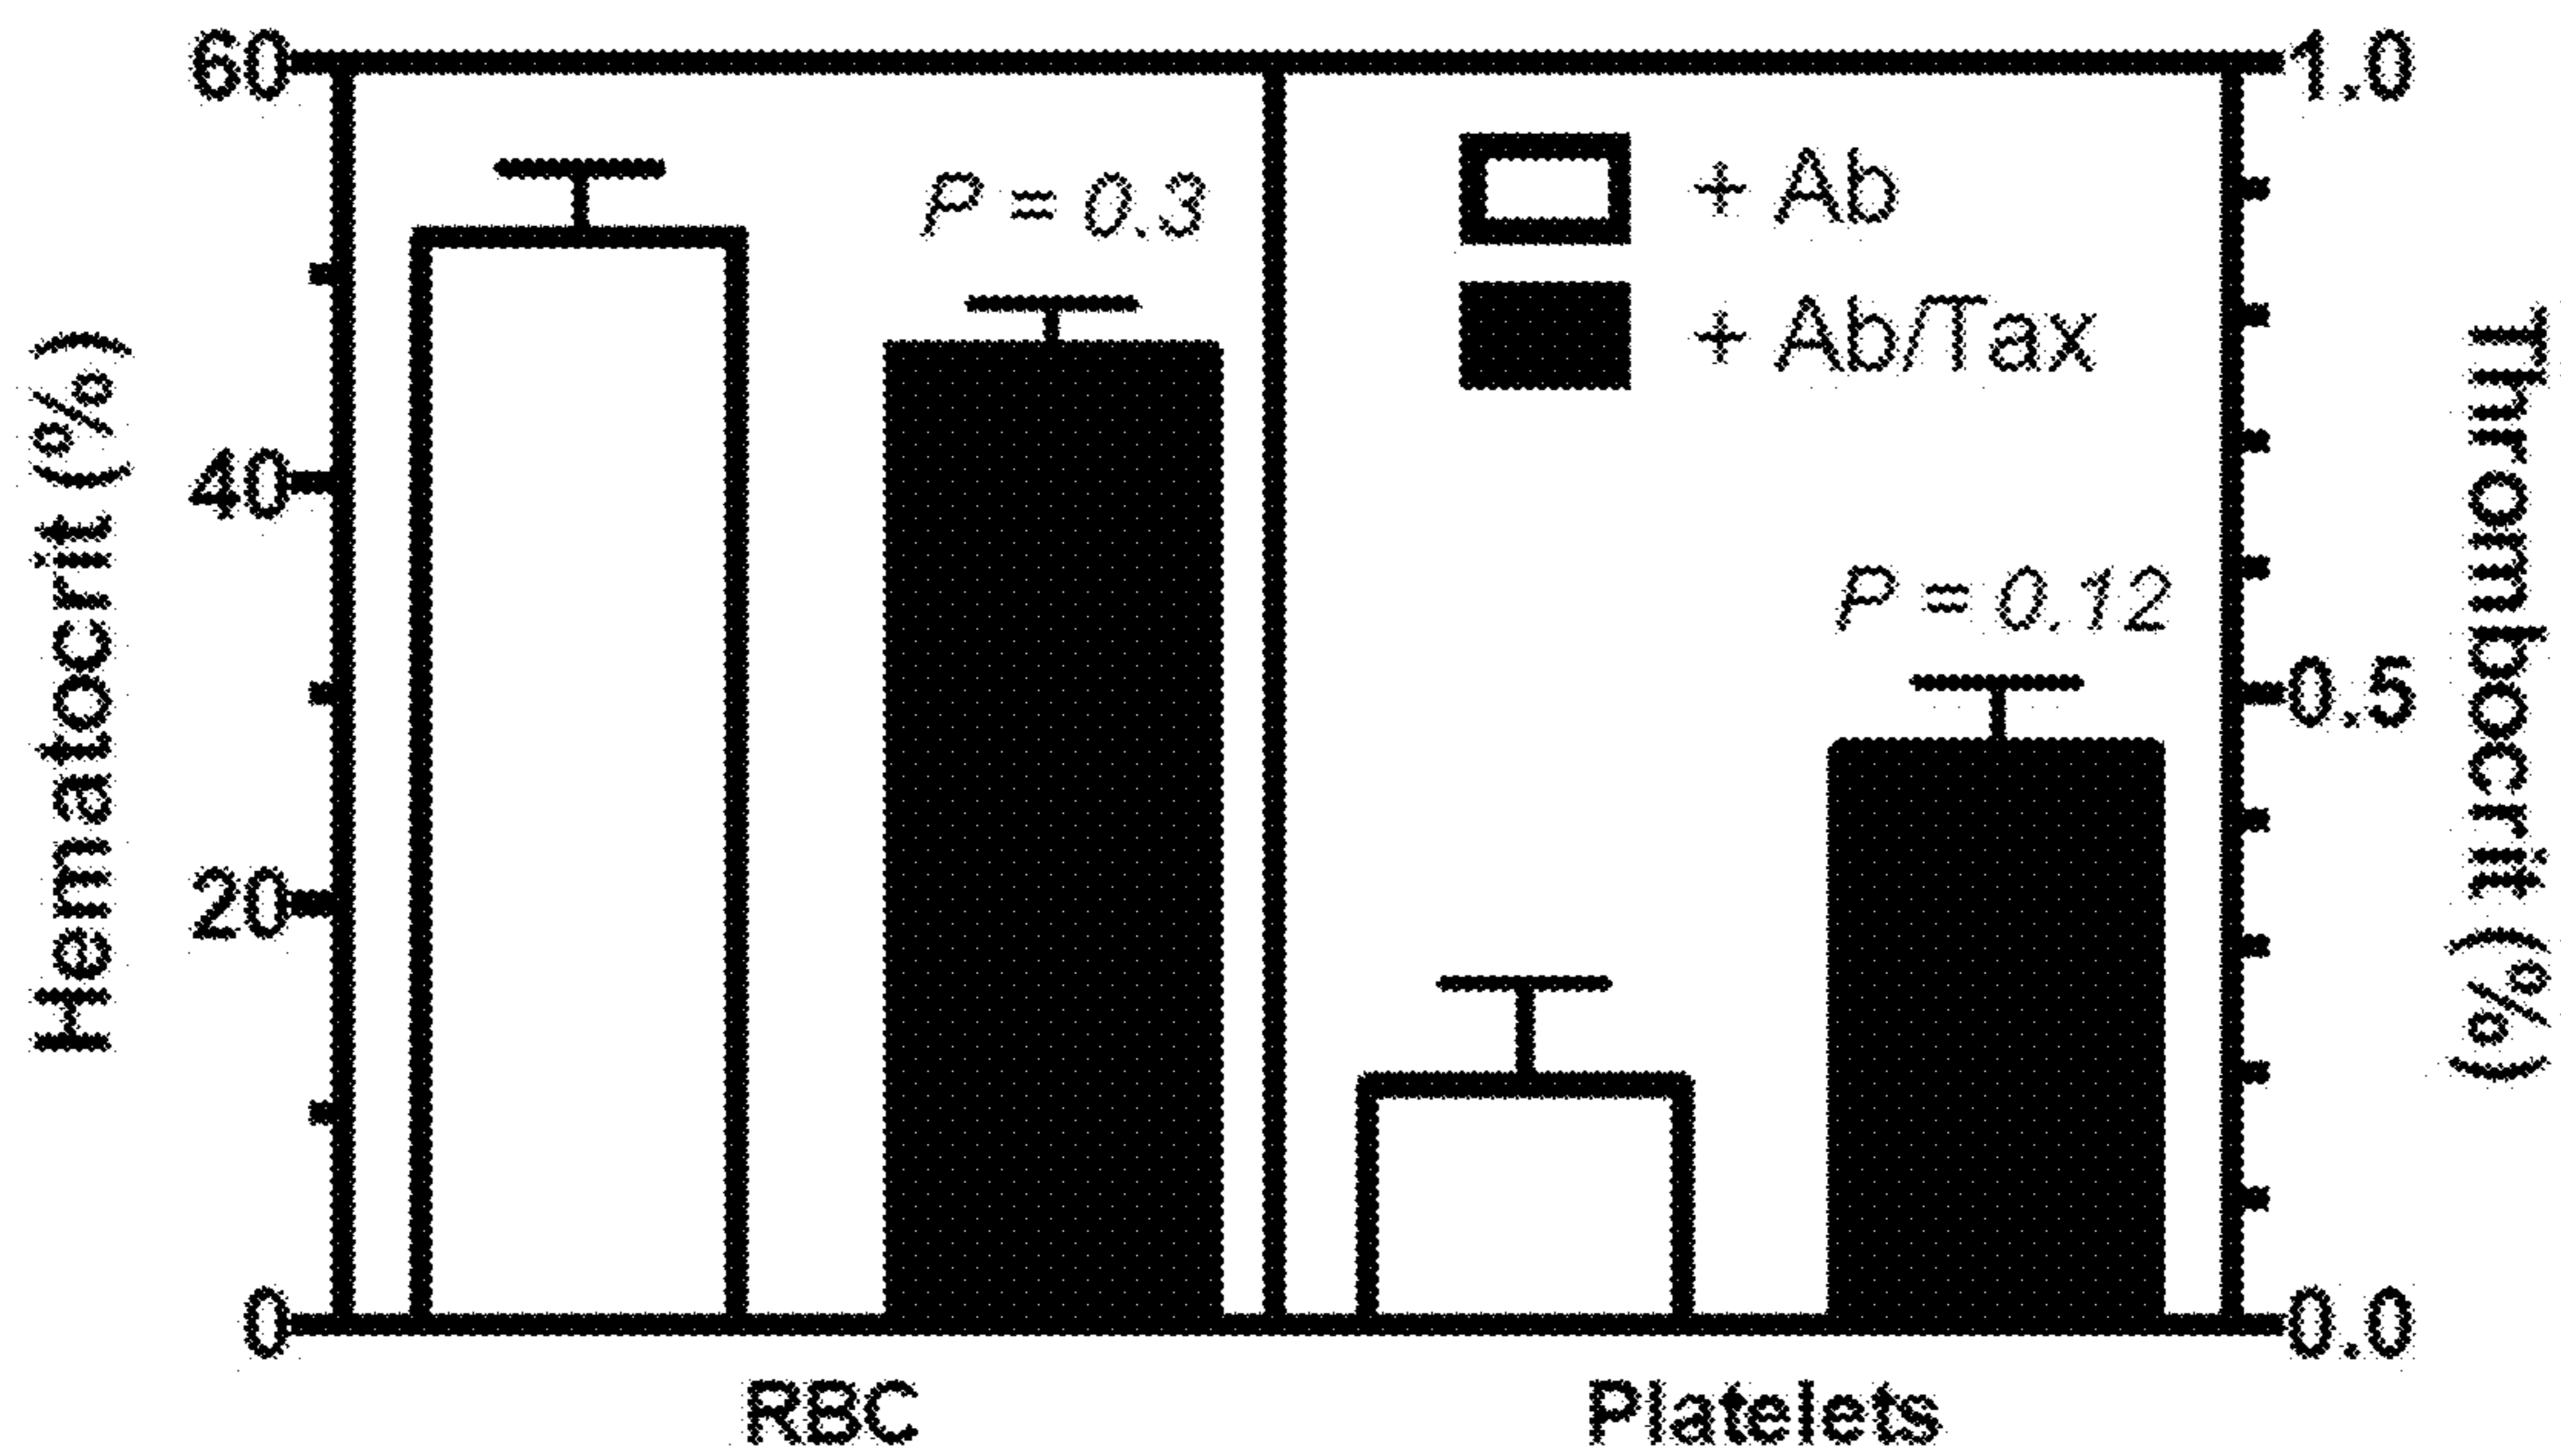 60
40
20
0
Hematocrit (%)
P = 0.3
+ Ab
+ Ab/Tax
P = 0.12
1.0
0.5
0.0
Thrombocrit (%)
RBC
Platelets